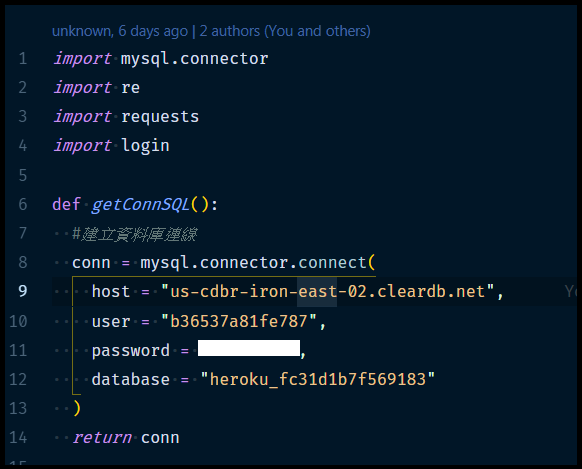 unknown, 6 days ago | 2 authors (You and others)
1 import mysql.connector
2 import re
3 import requests
4 import login
5
6 def getConnSQL():
7 #建立資料庫連線
8 conn = mysql.connector.connect(
9 host = "us-cdbr-iron-east-02.cleardb.net",
10 user = "b36537a81fe787",
11 password = ,
12 database = "heroku_fc31d1b7f569183"
13 )
14 return conn